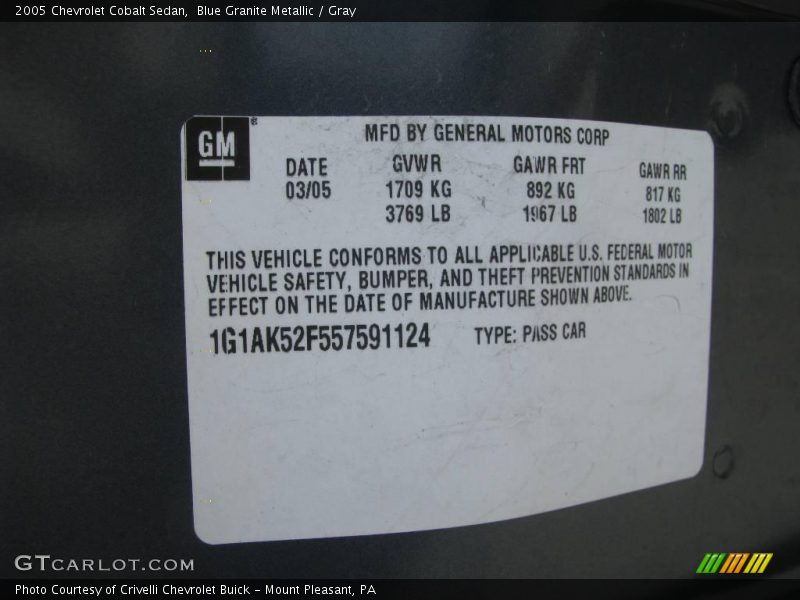 2005 Chevrolet Cobalt Sedan,  Blue Granite Metallic / Gray
GM
MFD BY GENERAL MOTORS CORP
DATE GVWR GAWR FRT GAWR RR
03/05 1709 KG 892 KG 817 KG
3769 LB 1967 LB 1802 LB
THIS VEHICLE CONFORMS TO ALL APPLICABLE U.S. FEDERAL MOTOR
VEHICLE SAFETY, BUMPER, AND THEFT PREVENTION STANDARDS IN
EFFECT ON THE DATE OF MANUFACTURE SHOWN ABOVE.
1G1AK52F557591124 TYPE: PASS CAR
GTCARLOT.COM
Photo Courtesy of Crivelli Chevrolet Buick - Mount Pleasant, PA